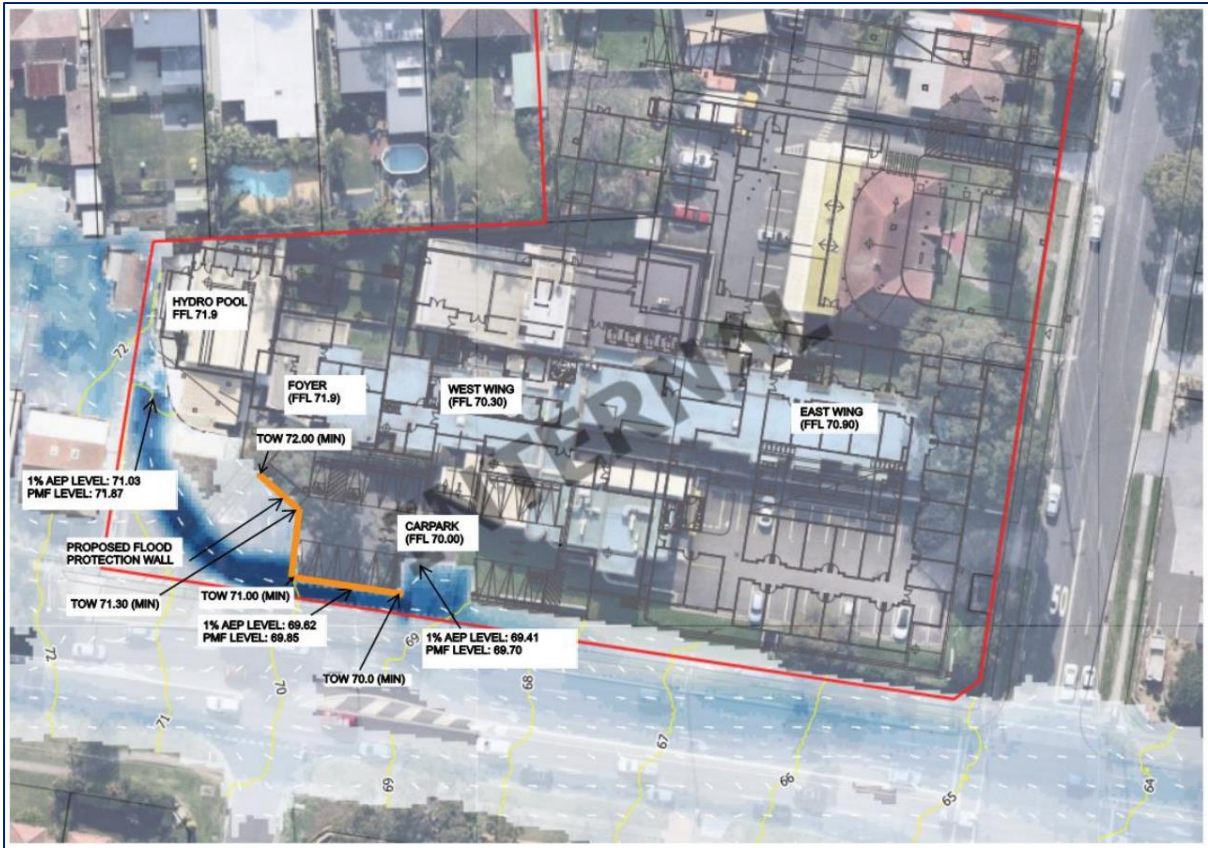 HYDRO POOL
FFL 71.9
72
FOYER
(FFL 71.9)
WEST WING
(FFL 70.30)
EAST WING
(FFL 70.90)
INTERNAL
TOW 72.00 (MIN)
1% AEP LEVEL: 71.03
PMF LEVEL: 71.87
CARPARK
(FFL 70.00)
PROPOSED FLOOD
PROTECTION WALL
TOW 71.30 (MIN)
TOW 71.00 (MIN)
1% AEP LEVEL: 69.62
PMF LEVEL: 69.85
1% AEP LEVEL: 69.41
PMF LEVEL: 69.70
TOW 70.0 (MIN)
50
69
72
71
70
68
67
66
65
64
69